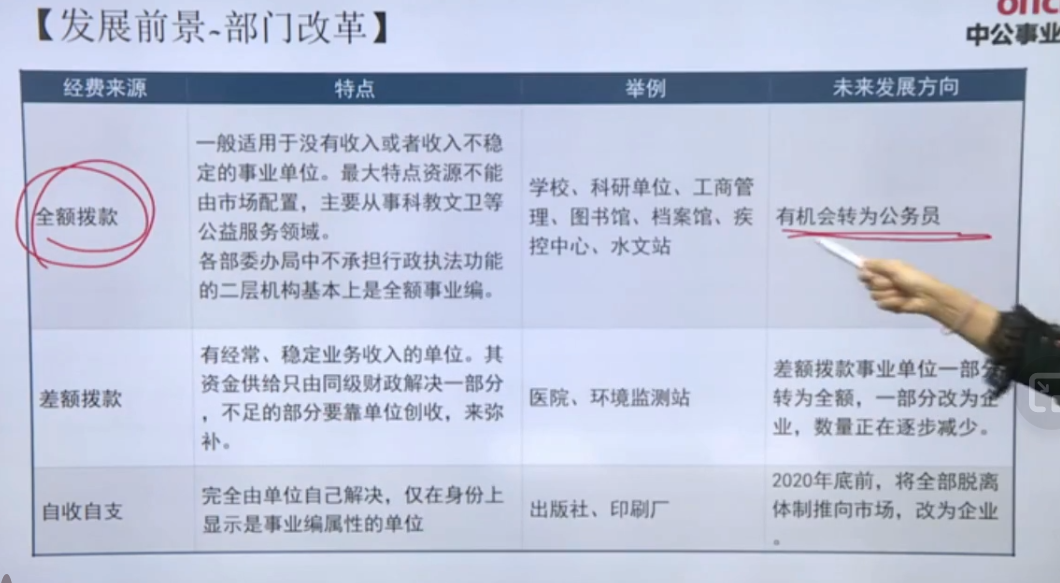 【发展前景~部门改革】
中公事业
经费来源
特点
举例
未来发展方向
全额拨款
一般适用于没有收入或者收入不稳
定的事业单位。最大特点资源不能
由市场配置，主要从事科教文卫等
公益服务领域。
各部委办局中不承担行政执法功能
的二层机构基本上是全额事业编。
学校、科研单位、工商管
理、图书馆、档案馆、疾
控中心、水文站
有机会转为公务员
差额拨款
有经常、稳定业务收入的单位。其
资金供给只由同级财政解决一部分
，不足的部分要靠单位创收，来弥
补。
医院、环境监测站
差额拨款事业单位一部分
转为全额，一部分改为企
业，数量正在逐步减少。
自收自支
完全由单位自己解决，仅在身份上
显示是事业编属性的单位
出版社、印刷厂
2020年底前，将全部脱离
体制推向市场，改为企业
。